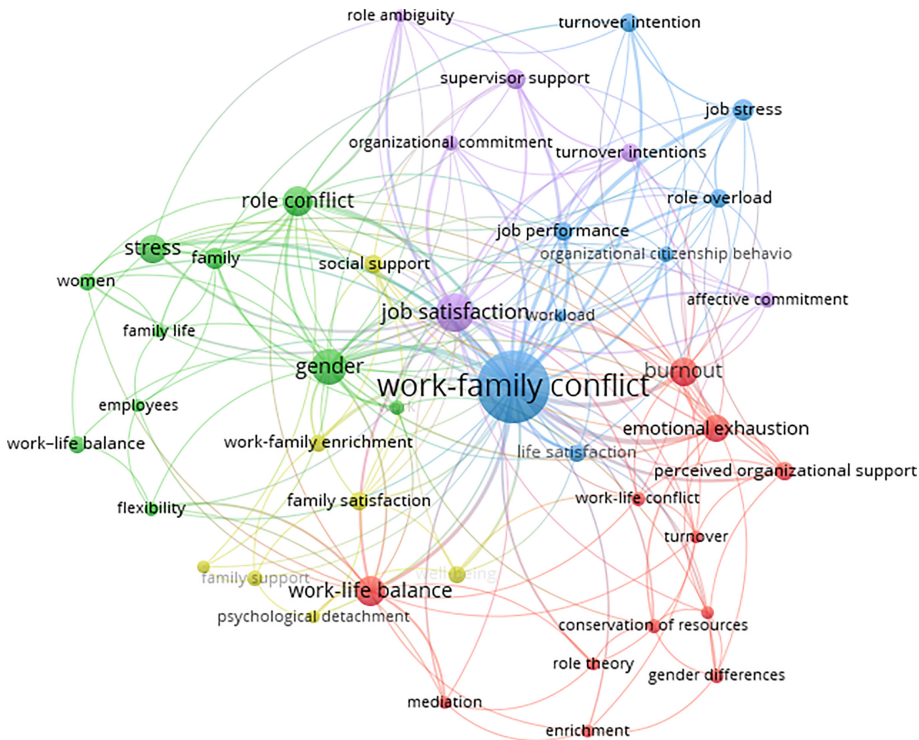 role ambiguity
turnover intention
supervisor support
job stress
organizational commitment
turnover intentions
role conflict
role overload
job performance
stress
family
organizational citizenship behavio
social support
women
affective commitment
job satisfaction
workload
family life
gender
burnout
work-family conflict
employees
work
emotional exhaustion
work–life balance
work-family enrichment
life satisfaction
perceived organizational support
work-life conflict
family satisfaction
flexibility
turnover
well-being
family support
work-life balance
psychological detachment
conservation of resources
role theory
gender differences
mediation
enrichment